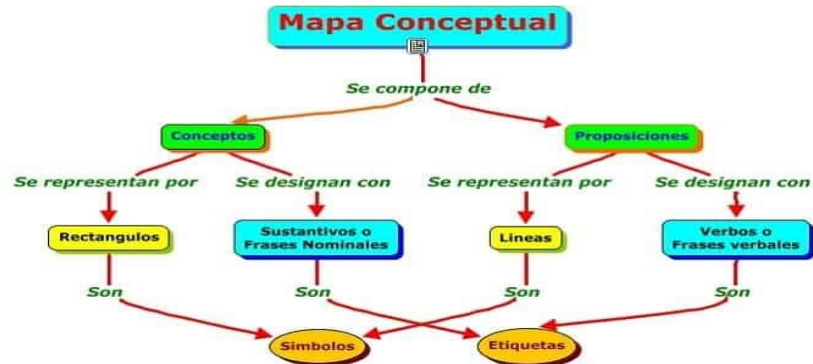 Mapa Conceptual
Se compone de
Conceptos
Proposiciones
Se representan por
Se designan con
Se representan por
Se designan con
Rectangulos
Sustantivos o
Frases Nominales
Lineas
Verbos o
Frases verbales
Son
Son
Son
Son
Simbolos
Etiquetas